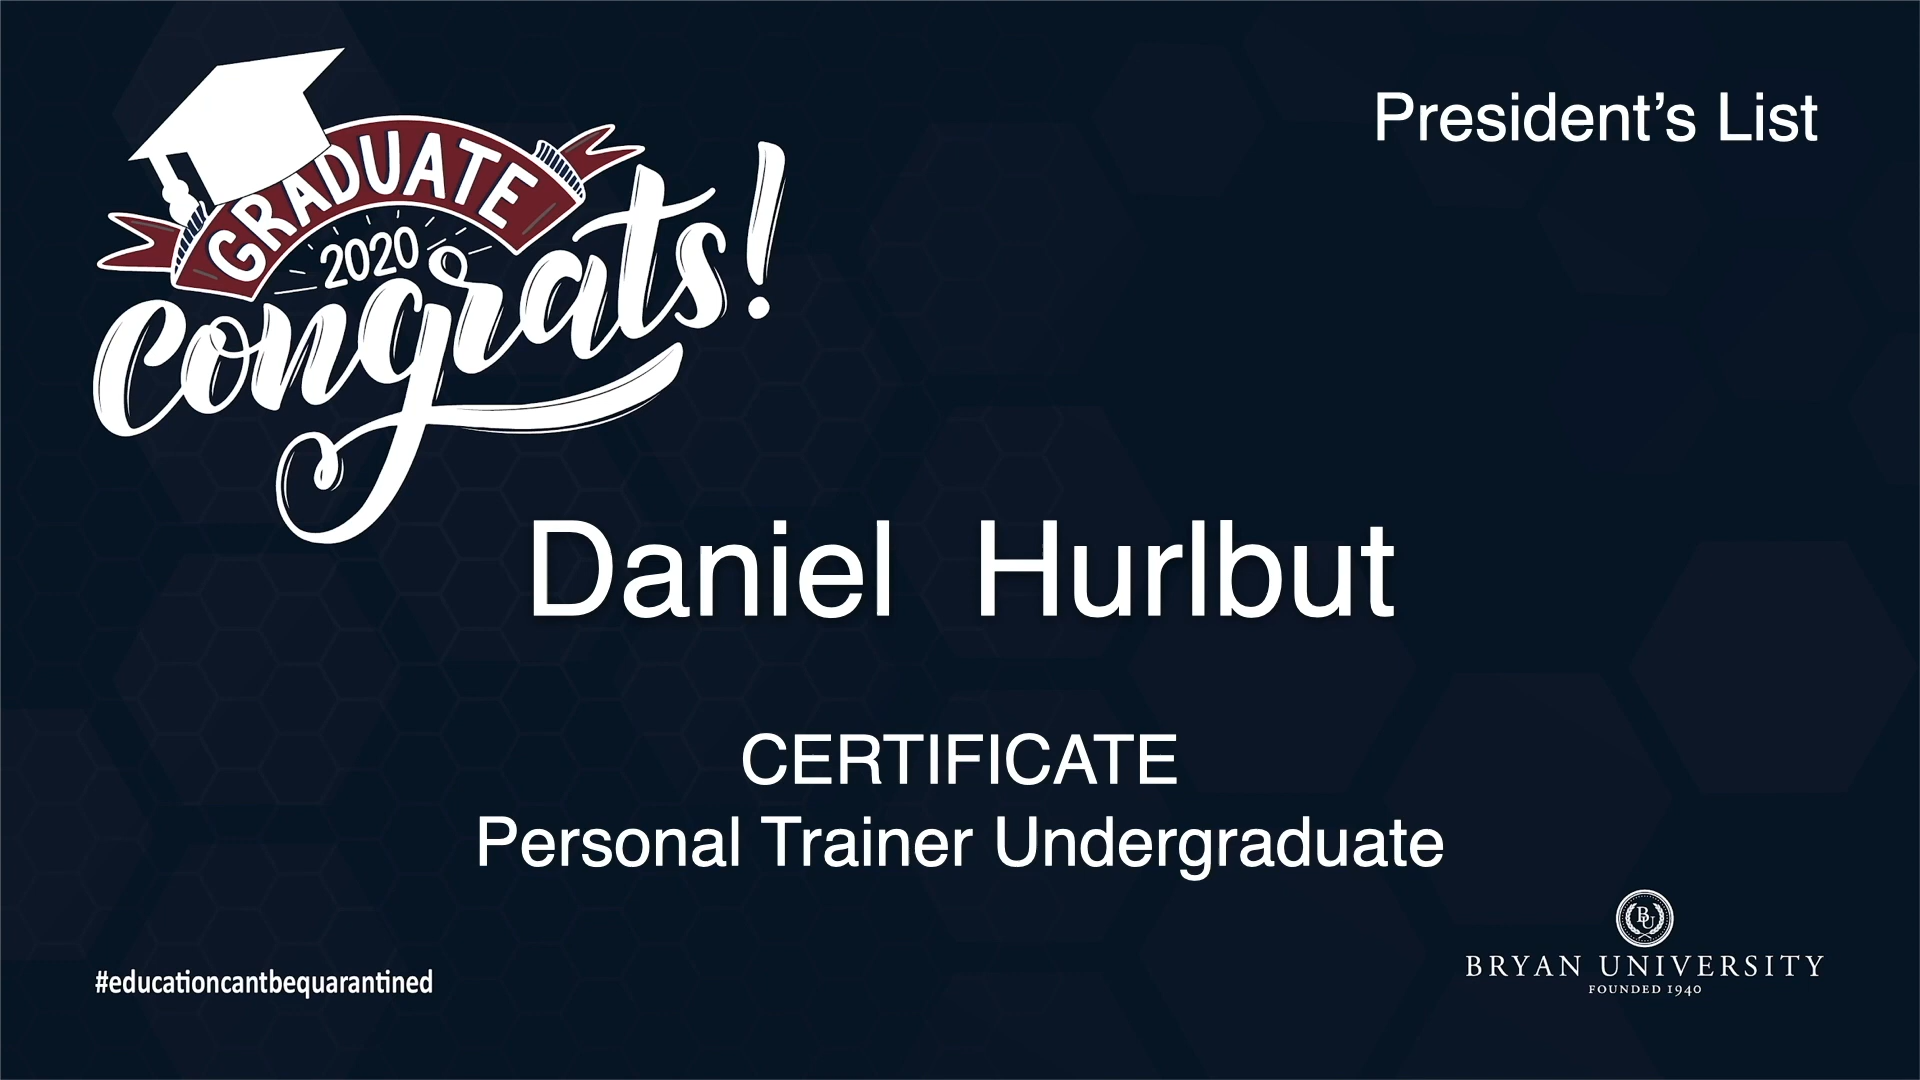 President’s List
GRADUATE
2020
Congrats!
Daniel Hurlbut
CERTIFICATE
Personal Trainer Undergraduate
#educationcantbequarantined
BU
BRYAN UNIVERSITY
FOUNDED 1940